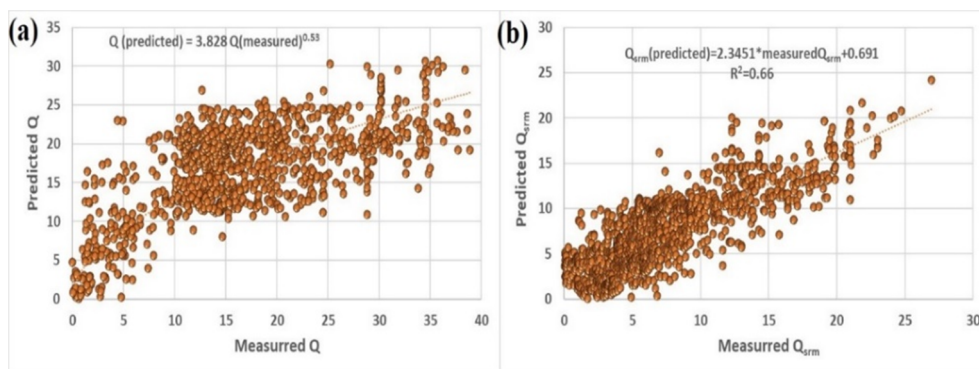 (a)
Q (predicted) = 3.828 Q(measured)^0.53
35
30
25
20
15
10
5
0
0 5 10 15 20 25 30 35 40
Predicted Q
Measurred Q
(b)
Qsrm(predicted)=2.3451*measuredQsrm+0.691
R²=0.66
30
25
20
15
10
5
0
0 5 10 15 20 25 30
Predicted Qsrm
Measurred Qsrm